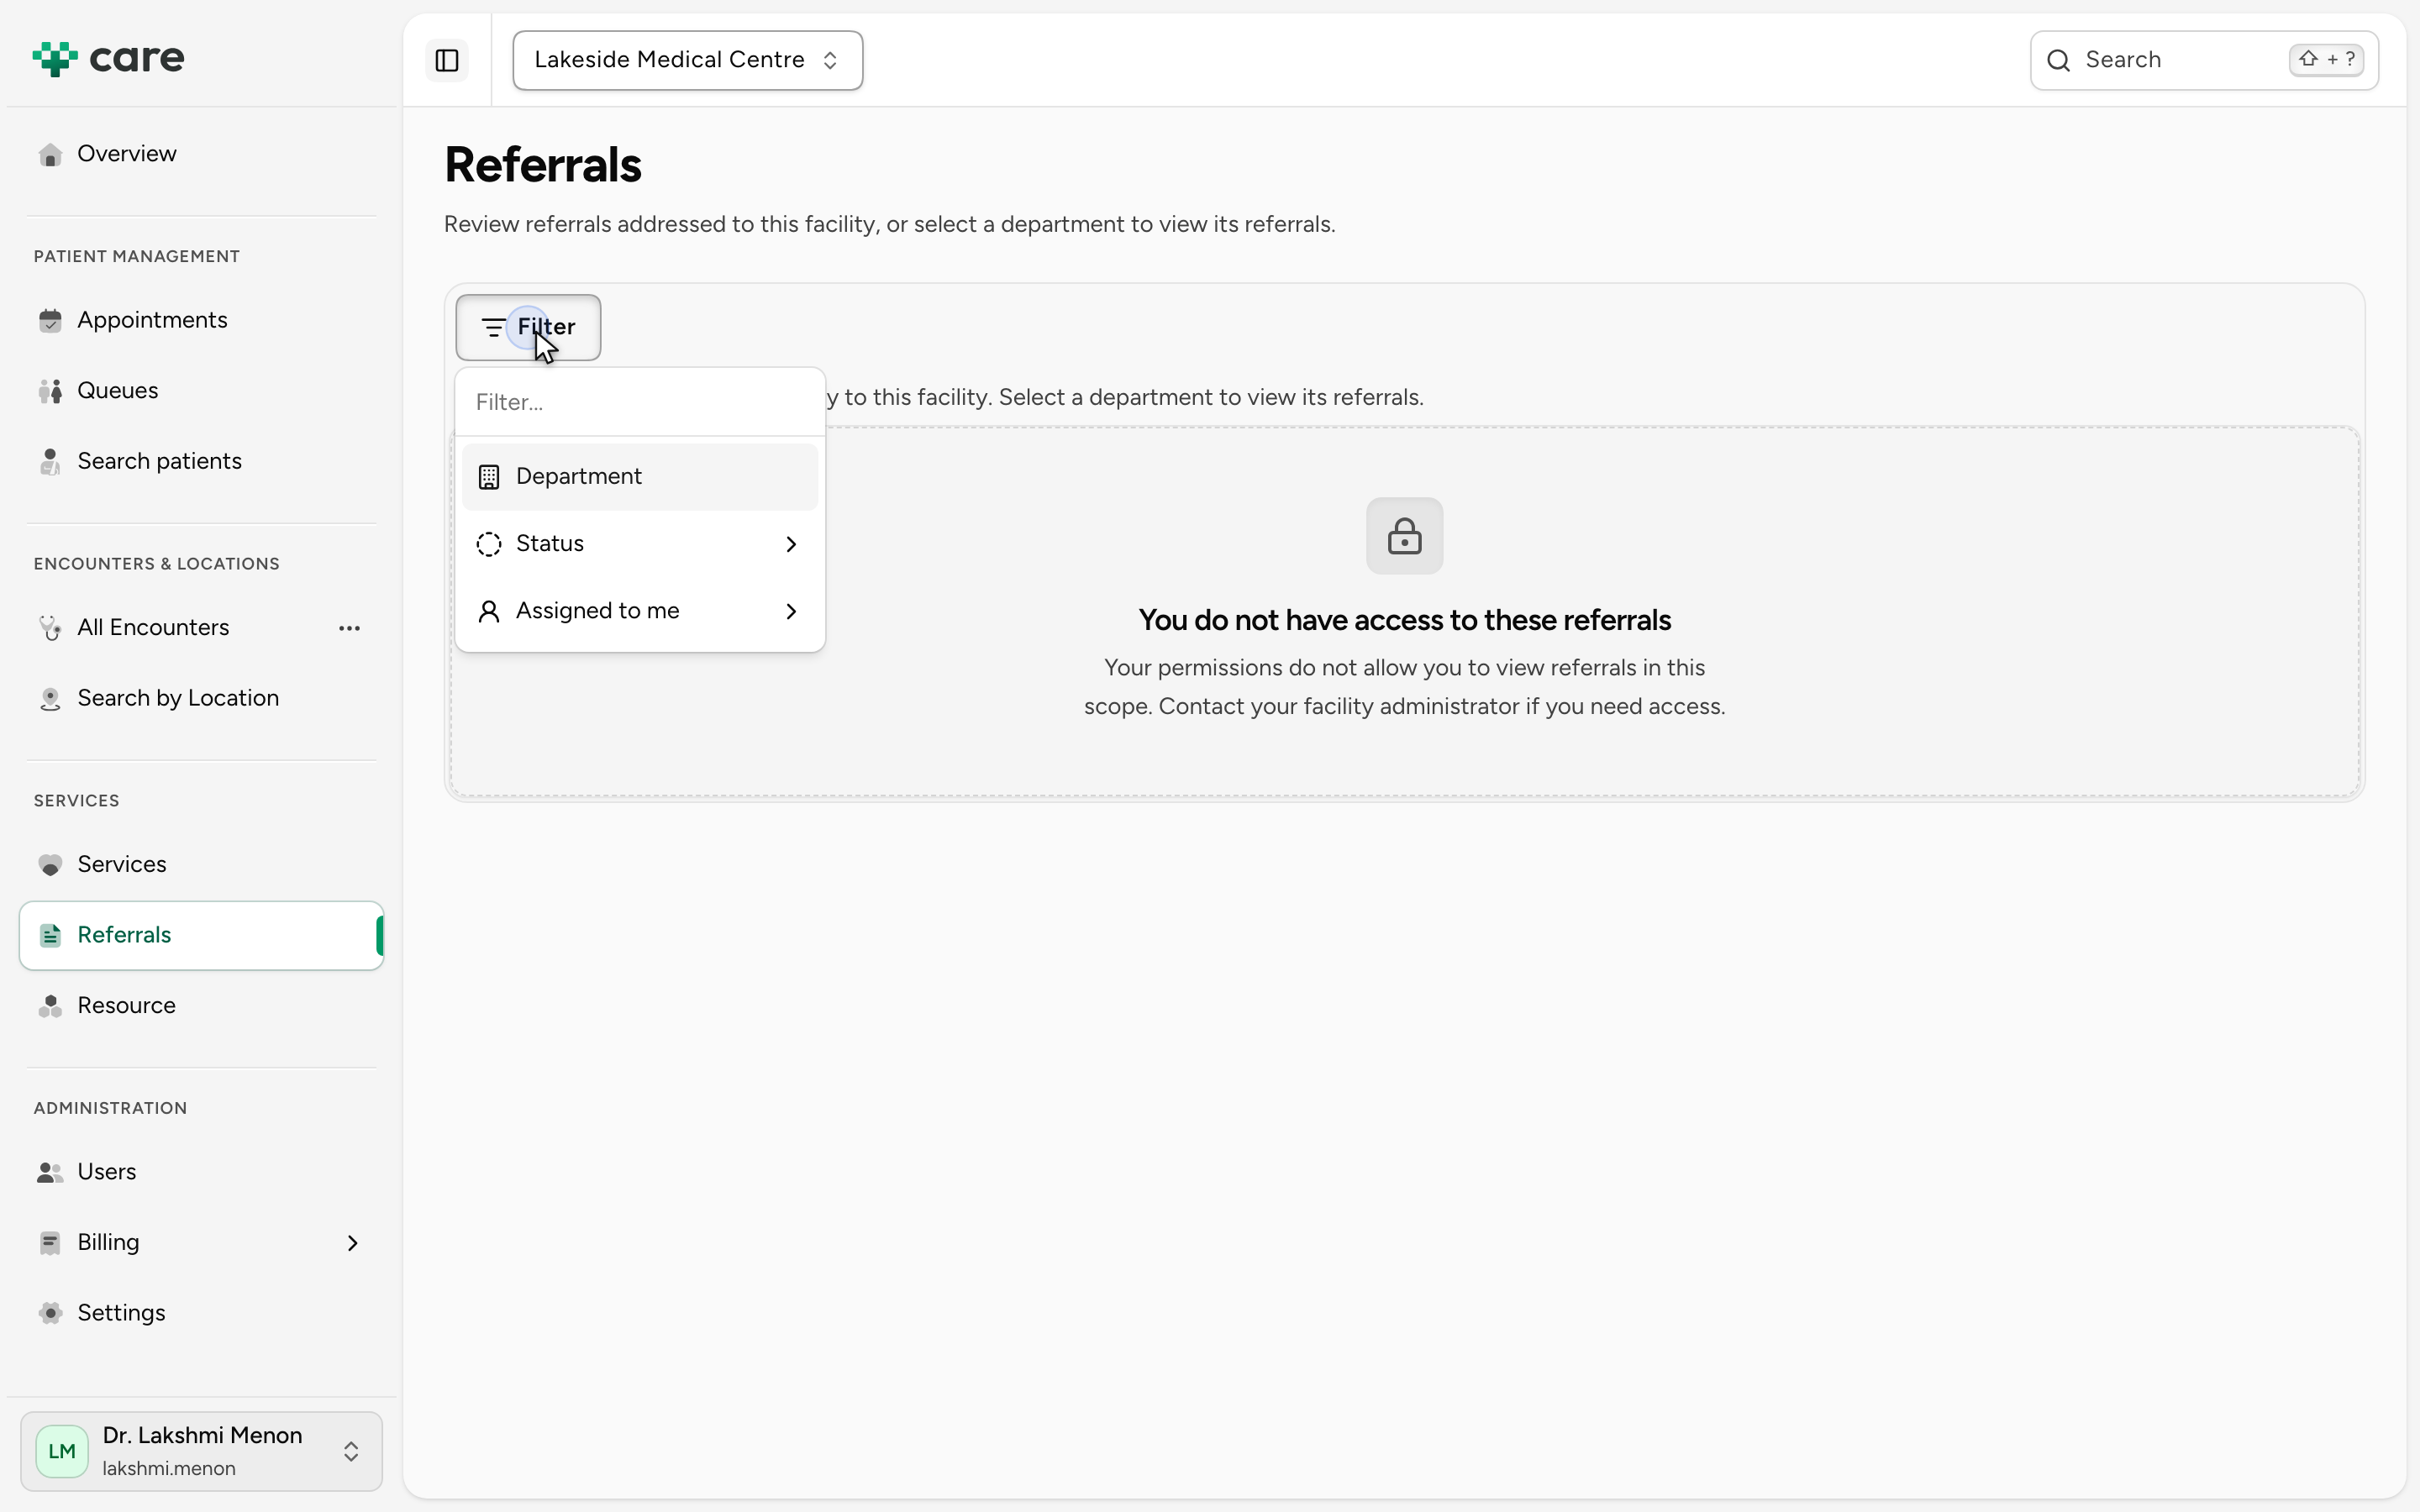 care
Lakeside Medical Centre
Search
+ ?
Overview
PATIENT MANAGEMENT
Appointments
Queues
Search patients
ENCOUNTERS & LOCATIONS
All Encounters
Search by Location
SERVICES
Services
Referrals
Resource
ADMINISTRATION
Users
Billing
Settings
LM
Dr. Lakshmi Menon
lakshmi.menon
Referrals
Review referrals addressed to this facility, or select a department to view its referrals.
Filter
y to this facility. Select a department to view its referrals.
Filter...
Department
Status
Assigned to me
You do not have access to these referrals
Your permissions do not allow you to view referrals in this
scope. Contact your facility administrator if you need access.